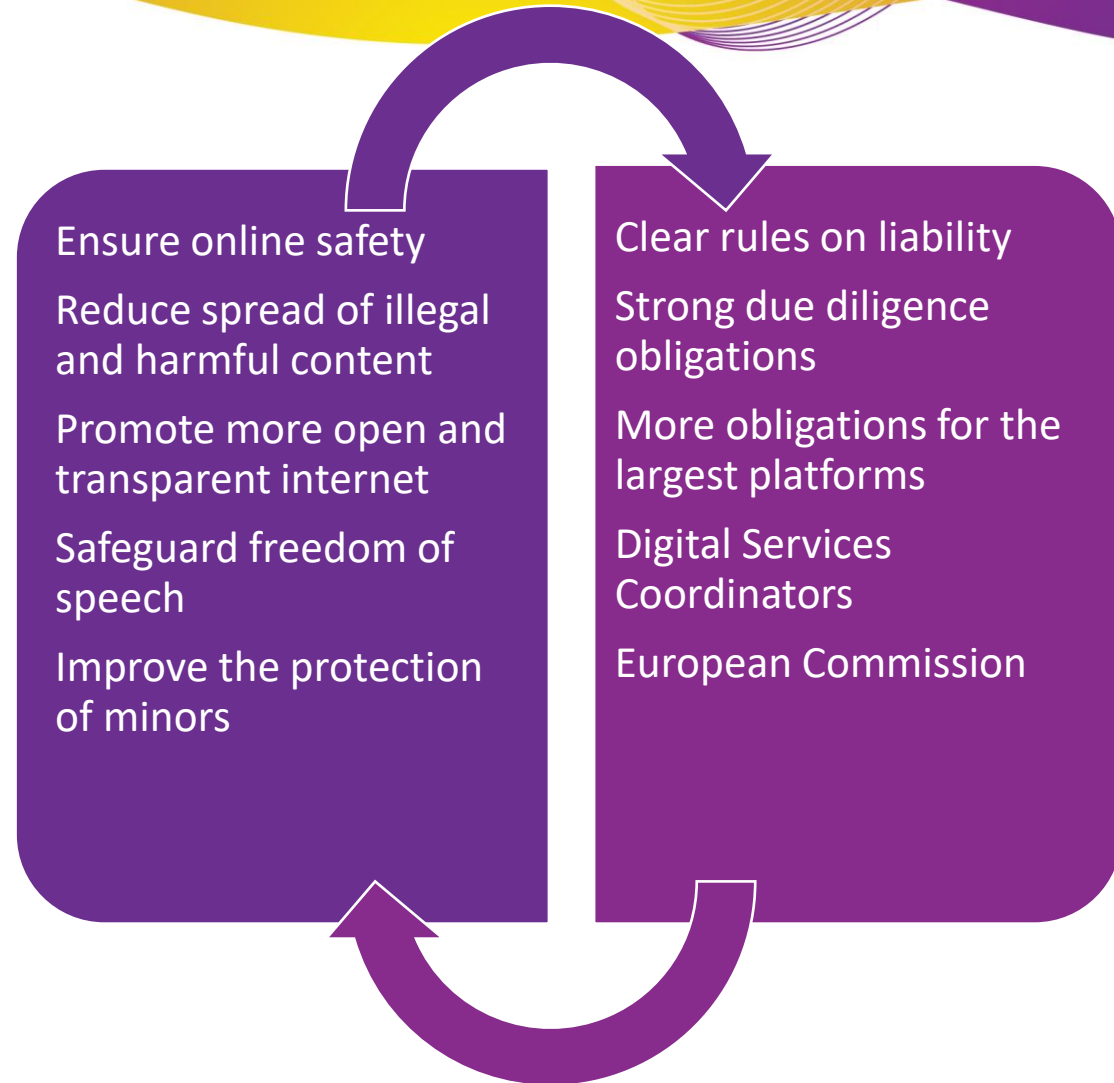 Ensure online safety
Reduce spread of illegal
and harmful content
Promote more open and
transparent internet
Safeguard freedom of
speech
Improve the protection
of minors
Clear rules on liability
Strong due diligence
obligations
More obligations for the
largest platforms
Digital Services
Coordinators
European Commission